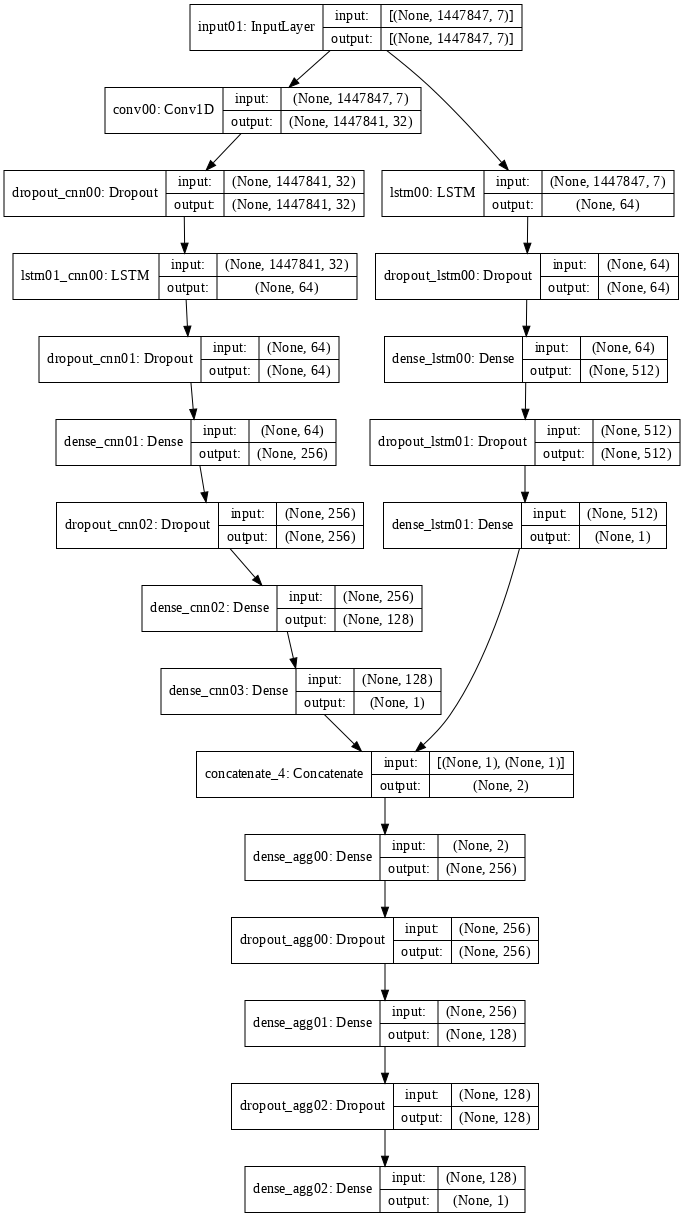 input01: InputLayer
input: [(None, 1447847, 7)]
output: [(None, 1447847, 7)]
conv00: Conv1D
input: (None, 1447847, 7)
output: (None, 1447841, 32)
dropout_cnn00: Dropout
input: (None, 1447841, 32)
output: (None, 1447841, 32)
lstm00: LSTM
input: (None, 1447847, 7)
output: (None, 64)
lstm01_cnn00: LSTM
input: (None, 1447841, 32)
output: (None, 64)
dropout_lstm00: Dropout
input: (None, 64)
output: (None, 64)
dropout_cnn01: Dropout
input: (None, 64)
output: (None, 64)
dense_lstm00: Dense
input: (None, 64)
output: (None, 512)
dense_cnn01: Dense
input: (None, 64)
output: (None, 256)
dropout_lstm01: Dropout
input: (None, 512)
output: (None, 512)
dropout_cnn02: Dropout
input: (None, 256)
output: (None, 256)
dense_lstm01: Dense
input: (None, 512)
output: (None, 1)
dense_cnn02: Dense
input: (None, 256)
output: (None, 128)
dense_cnn03: Dense
input: (None, 128)
output: (None, 1)
concatenate_4: Concatenate
input: [(None, 1), (None, 1)]
output: (None, 2)
dense_agg00: Dense
input: (None, 2)
output: (None, 256)
dropout_agg00: Dropout
input: (None, 256)
output: (None, 256)
dense_agg01: Dense
input: (None, 256)
output: (None, 128)
dropout_agg02: Dropout
input: (None, 128)
output: (None, 128)
dense_agg02: Dense
input: (None, 128)
output: (None, 1)